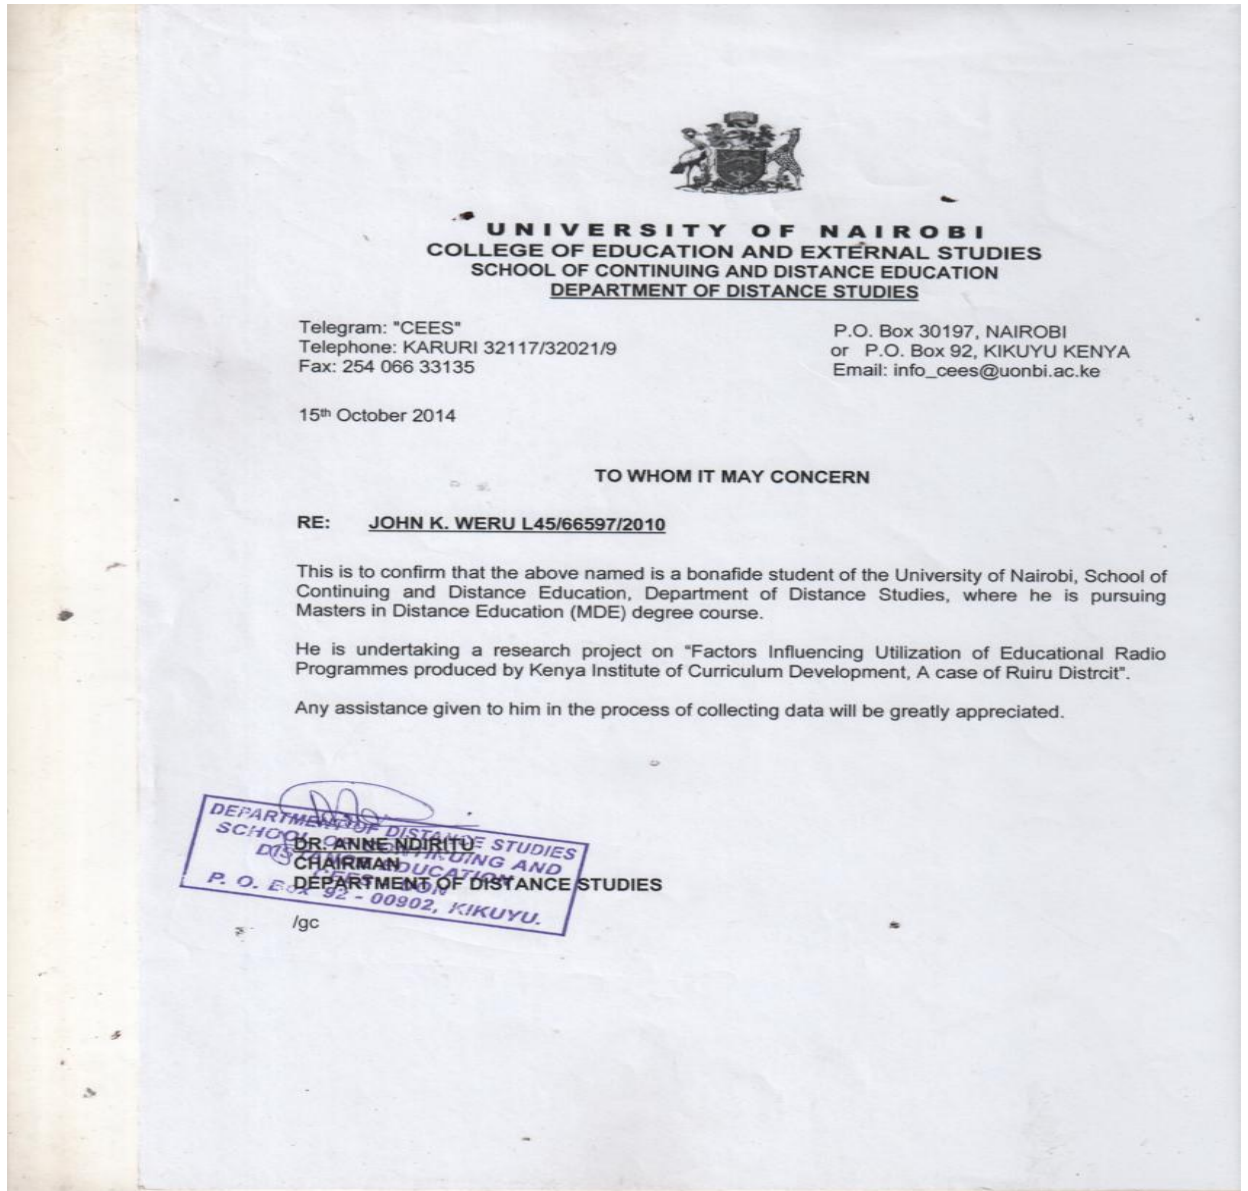 UNIVERSITY OF NAIROBI
COLLEGE OF EDUCATION AND EXTERNAL STUDIES
SCHOOL OF CONTINUING AND DISTANCE EDUCATION
DEPARTMENT OF DISTANCE STUDIES
Telegram: "CEES"
Telephone: KARURI 32117/32021/9
Fax: 254 066 33135
P.O. Box 30197, NAIROBI
or P.O. Box 92, KIKUYU KENYA
Email: info_cees@uonbi.ac.ke
15th October 2014
TO WHOM IT MAY CONCERN
RE: JOHN K. WERU L45/66597/2010
This is to confirm that the above named is a bonafide student of the University of Nairobi, School of
Continuing and Distance Education, Department of Distance Studies, where he is pursuing
Masters in Distance Education (MDE) degree course.
He is undertaking a research project on "Factors Influencing Utilization of Educational Radio
Programmes produced by Kenya Institute of Curriculum Development, A case of Ruiru Distrcit".
Any assistance given to him in the process of collecting data will be greatly appreciated.
DEPARTMENT OF DISTANCE STUDIES
SCHOOL OF CONTINUING AND
DISTANCE EDUCATION
P. O. Box 92 - 00902, KIKUYU.
DR. ANNE NDIRITU
CHAIRMAN
DEPARTMENT OF DISTANCE STUDIES
/gc